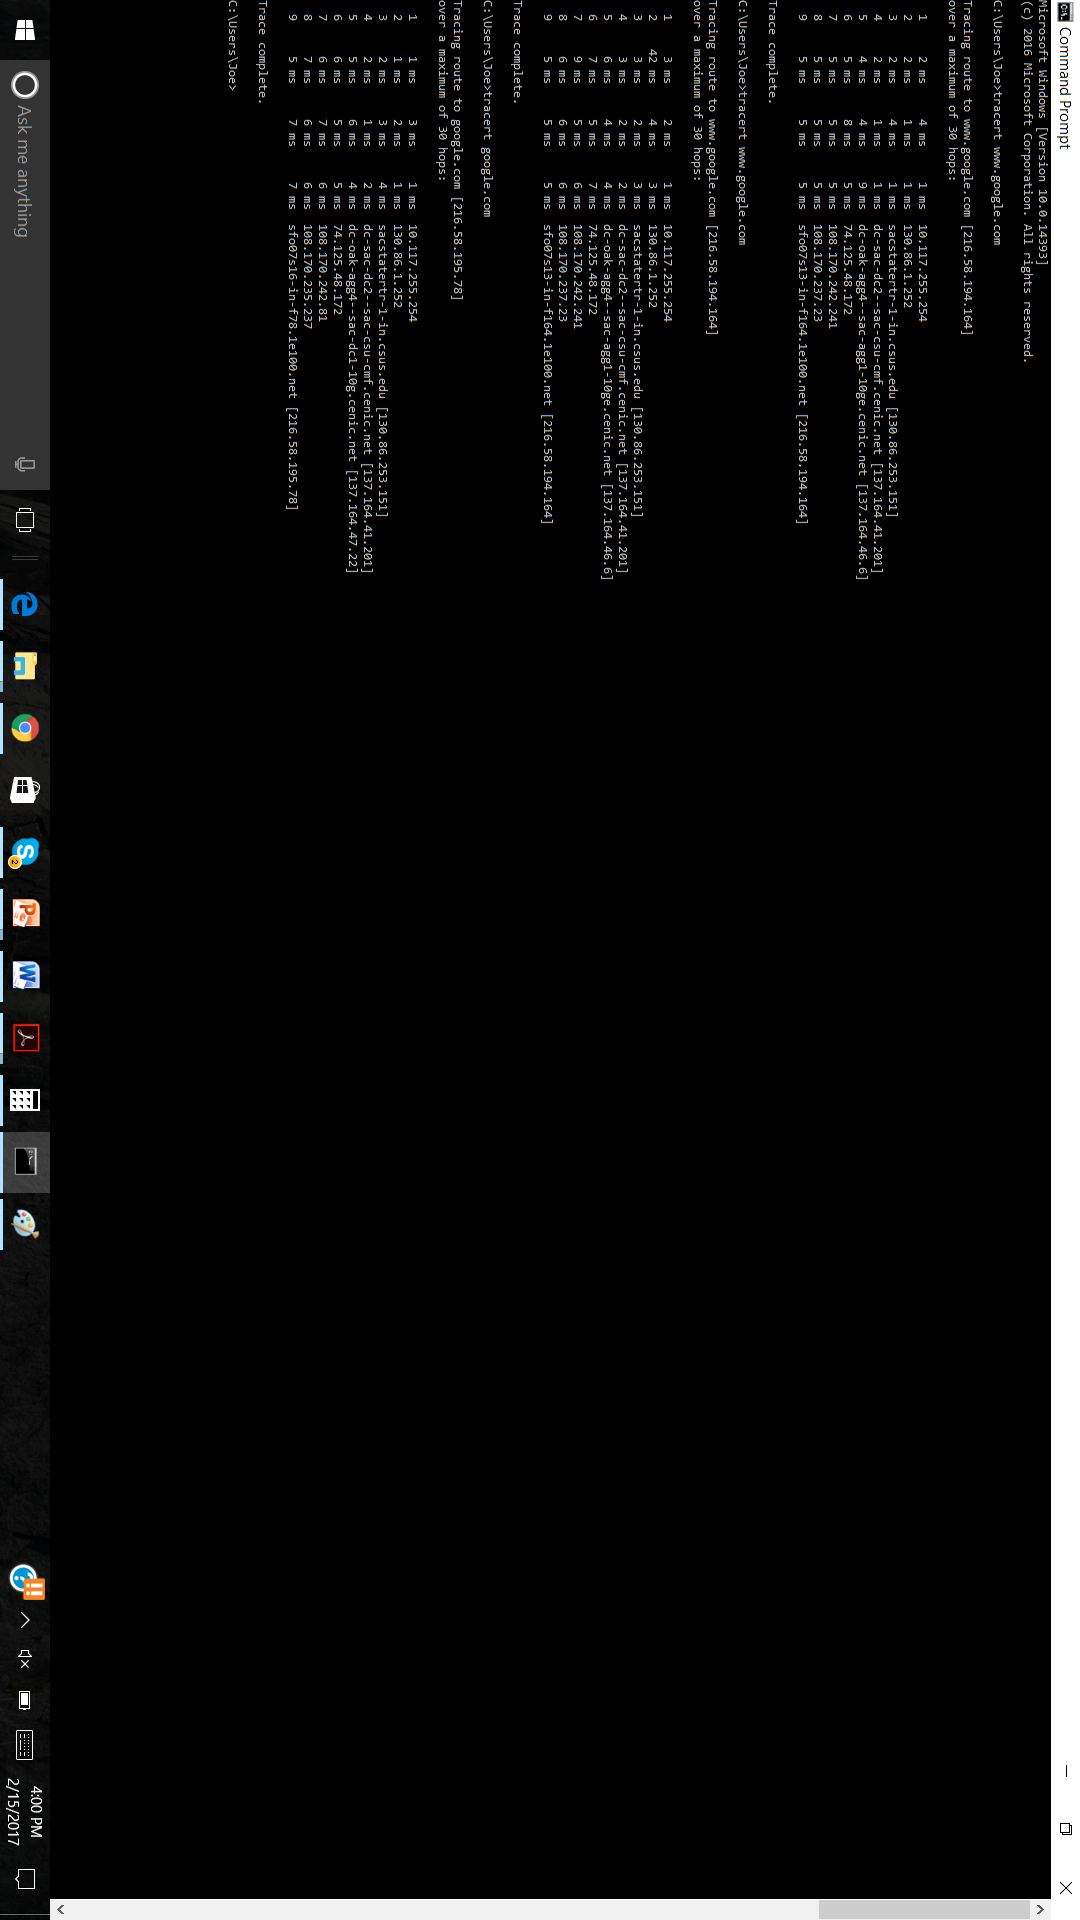 Command Prompt
Microsoft Windows [Version 10.0.14393]
(c) 2016 Microsoft Corporation. All rights reserved.
C:\Users\Joe>tracert www.google.com
Tracing route to www.google.com [216.58.194.164]
over a maximum of 30 hops:
1 2 ms 4 ms 1 ms 10.117.255.254
2 1 ms 1 ms 1 ms 130.86.1.252
3 2 ms 4 ms 1 ms sacstatertr-1-in.csus.edu [130.86.253.151]
4 2 ms 1 ms 1 ms dc-sac-dc2--sac-csu-cmf.cenic.net [137.164.41.201]
5 4 ms 4 ms 9 ms dc-oak-agg4--sac-agg1-10ge.cenic.net [137.164.46.6]
6 5 ms 8 ms 5 ms 74.125.48.172
7 5 ms 5 ms 5 ms 108.170.242.241
8 5 ms 5 ms 5 ms 108.170.237.23
9 5 ms 5 ms 5 ms sfo07s13-in-f164.1e100.net [216.58.194.164]
Trace complete.
C:\Users\Joe>tracert www.google.com
Tracing route to www.google.com [216.58.194.164]
over a maximum of 30 hops:
1 3 ms 2 ms 1 ms 10.117.255.254
2 42 ms 4 ms 3 ms 130.86.1.252
3 3 ms 2 ms 1 ms sacstatertr-1-in.csus.edu [130.86.253.151]
4 3 ms 2 ms 2 ms dc-sac-dc2--sac-csu-cmf.cenic.net [137.164.41.201]
5 6 ms 4 ms 4 ms dc-oak-agg4--sac-agg1-10ge.cenic.net [137.164.46.6]
6 7 ms 5 ms 7 ms 74.125.48.172
7 9 ms 5 ms 6 ms 108.170.242.241
8 6 ms 6 ms 6 ms 108.170.237.23
9 5 ms 5 ms 5 ms sfo07s13-in-f164.1e100.net [216.58.194.164]
Trace complete.
C:\Users\Joe>tracert google.com
Tracing route to google.com [216.58.195.78]
over a maximum of 30 hops:
1 1 ms 3 ms 1 ms 10.117.255.254
2 1 ms 2 ms 1 ms 130.86.1.252
3 2 ms 3 ms 4 ms sacstatertr-1-in.csus.edu [130.86.253.151]
4 2 ms 1 ms 2 ms dc-sac-dc2--sac-csu-cmf.cenic.net [137.164.41.201]
5 5 ms 6 ms 4 ms dc-oak-agg4--sac-dc1-10g.cenic.net [137.164.47.22]
6 6 ms 5 ms 5 ms 74.125.48.172
7 6 ms 7 ms 6 ms 108.170.242.81
8 7 ms 6 ms 6 ms 108.170.235.237
9 5 ms 7 ms 7 ms sfo07s16-in-f78.1e100.net [216.58.195.78]
Trace complete.
C:\Users\Joe>
Ask me anything
4:00 PM
2/15/2017